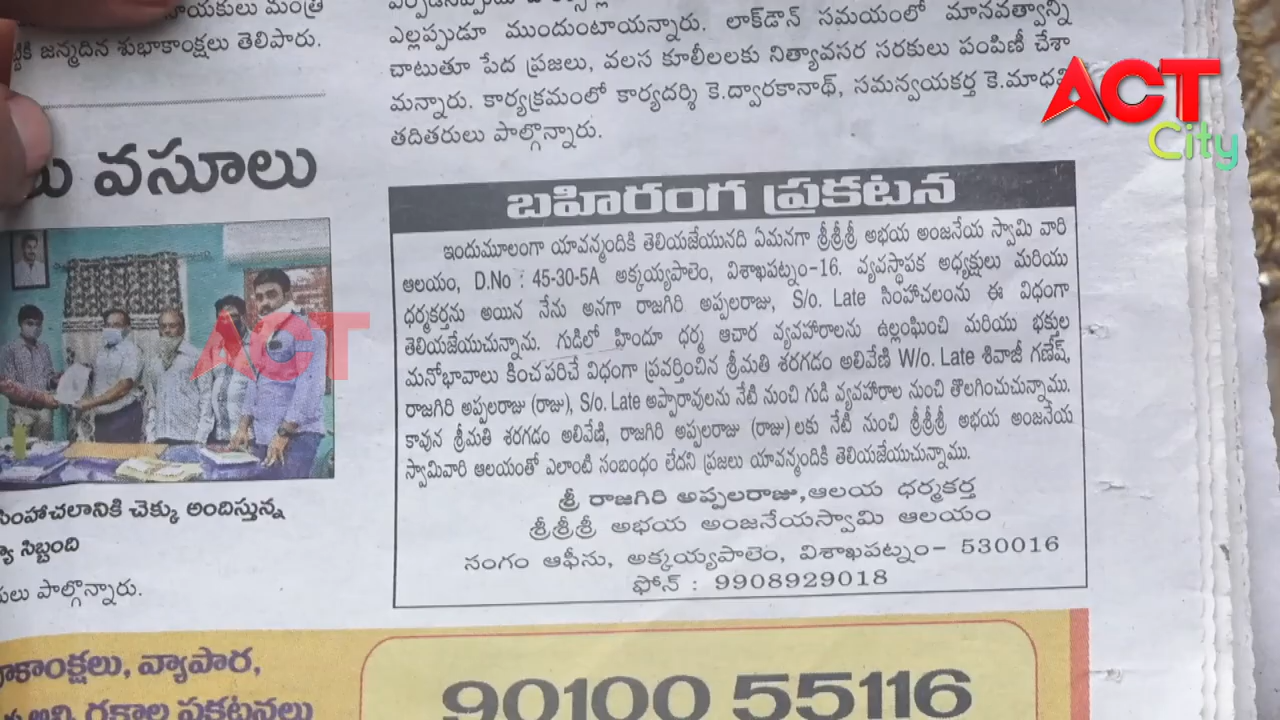 జన్మదిన శుభాకాంక్షలు తెలిపారు.
వసూలు
సింహాచలానికి చెక్కు అందిస్తున్న
సిబ్బంది
పాల్గొన్నారు.
ఎల్లప్పుడూ ముందుంటాయన్నారు. లాక్‌డౌన్ సమయంలో మానవత్వాన్ని
చాటుతూ పేద ప్రజలు, వలస కూలీలలకు నిత్యావసర సరకులు పంపిణీ చేశా
మన్నారు. కార్యక్రమంలో కార్యదర్శి కె.ద్వారకానాథ్, సమన్వయకర్త కె.మాధవి
తదితరులు పాల్గొన్నారు.
బహిరంగ ప్రకటన
ఇందుమూలంగా యావన్మందికి తెలియజేయునది ఏమనగా శ్రీశ్రీశ్రీ అభయ అంజనేయ స్వామి వారి
ఆలయం, D.No : 45-30-5A అక్కయ్యపాలెం, విశాఖపట్నం-16. వ్యవస్థాపక అధ్యక్షులు మరియు
ధర్మకర్తను అయిన నేను అనగా రాజగిరి అప్పలరాజు, S/o. Late సింహాచలంను ఈ విధంగా
తెలియజేయుచున్నాను. గుడిలో హిందూ ధర్మ ఆచార వ్యవహారాలను ఉల్లంఘించి మరియు భక్తుల
మనోభావాలు కించపరిచే విధంగా ప్రవర్తించిన శ్రీమతి శరగడం అలివేణి W/o. Late శివాజీ గణేష్,
రాజగిరి అప్పలరాజు (రాజు), S/o. Late అప్పారావులను నేటి నుంచి గుడి వ్యవహారాల నుంచి తొలగించుచున్నాము.
కావున శ్రీమతి శరగడం అలివేణి, రాజగిరి అప్పలరాజు (రాజు) లకు నేటి నుంచి శ్రీశ్రీశ్రీ అభయ అంజనేయ
స్వామివారి ఆలయంతో ఎలాంటి సంబంధం లేదని ప్రజలు యావన్మందికి తెలియజేయుచున్నాము.
శ్రీ రాజగిరి అప్పలరాజు,ఆలయ ధర్మకర్త
శ్రీశ్రీశ్రీ అభయ అంజనేయస్వామి ఆలయం
సంగం ఆఫీసు, అక్కయ్యపాలెం, విశాఖపట్నం- 530016
ఫోన్ : 9908929018
వ్యాపార,
90100 55116
ACT
City
ACT